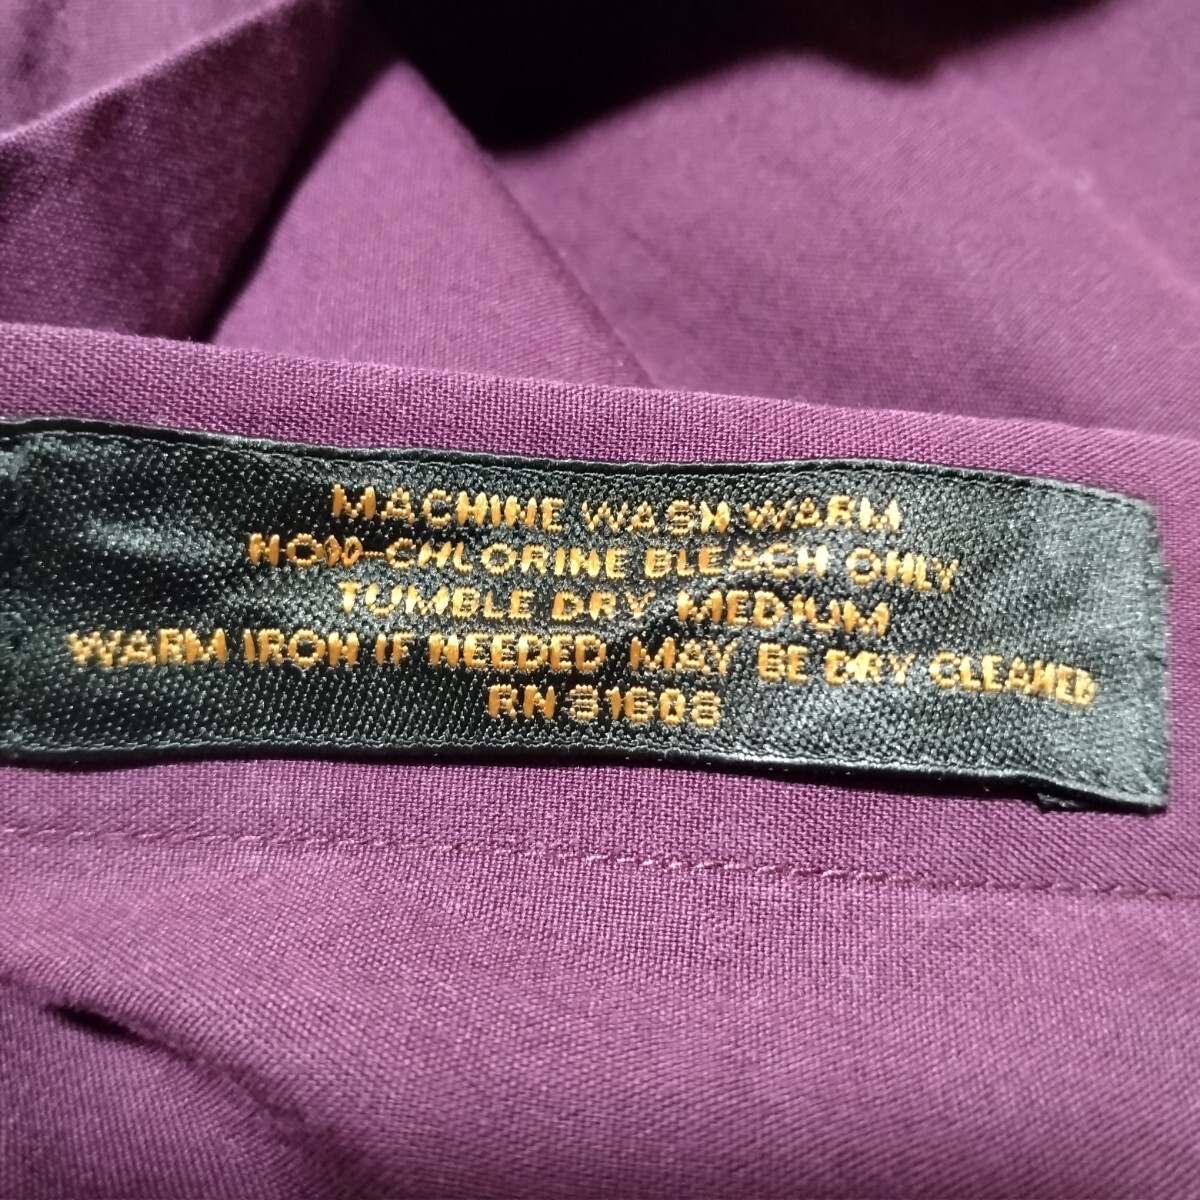 MACHINE WASH WARM
NON-CHLORINE BLEACH ONLY
TUMBLE DRY MEDIUM
WARM IRON IF NEEDED MAY BE DRY CLEANED
RN